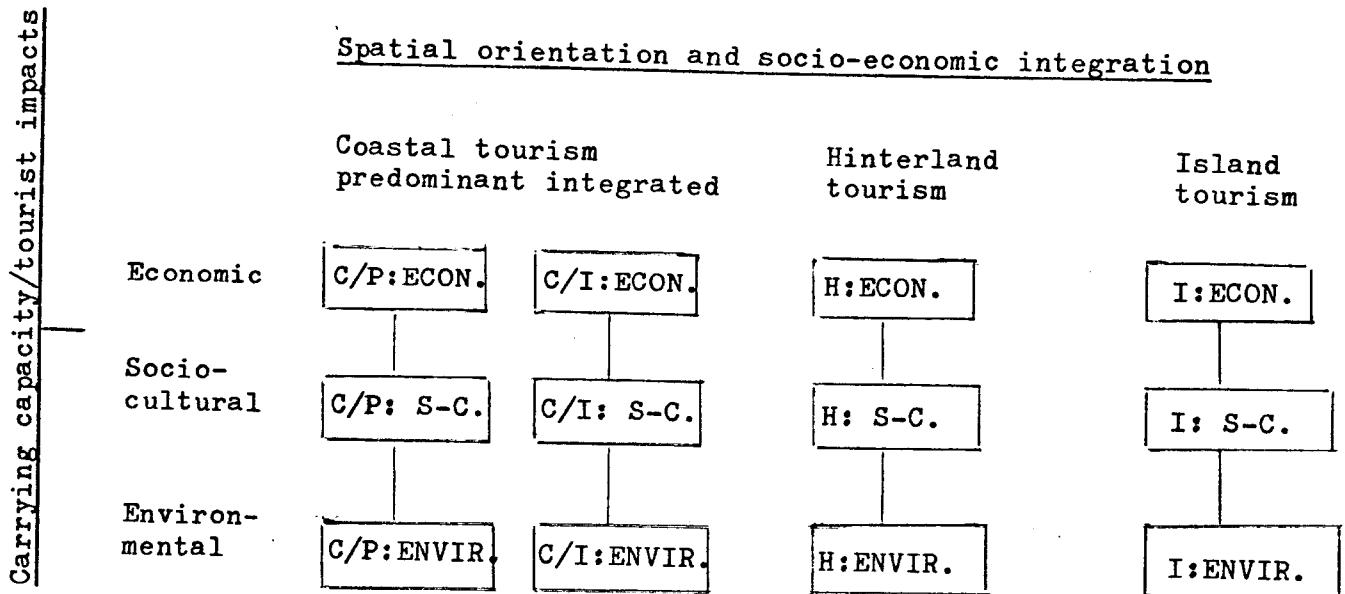 Carrying capacity/tourist impacts
Spatial orientation and socio-economic integration
Coastal tourism
predominant integrated
Hinterland
tourism
Island
tourism
Economic
C/P:ECON.
C/I:ECON.
H:ECON.
I:ECON.
Socio-
cultural
C/P: S-C.
C/I: S-C.
H: S-C.
I: S-C.
Environ-
mental
C/P:ENVIR.
C/I:ENVIR.
H:ENVIR.
I:ENVIR.